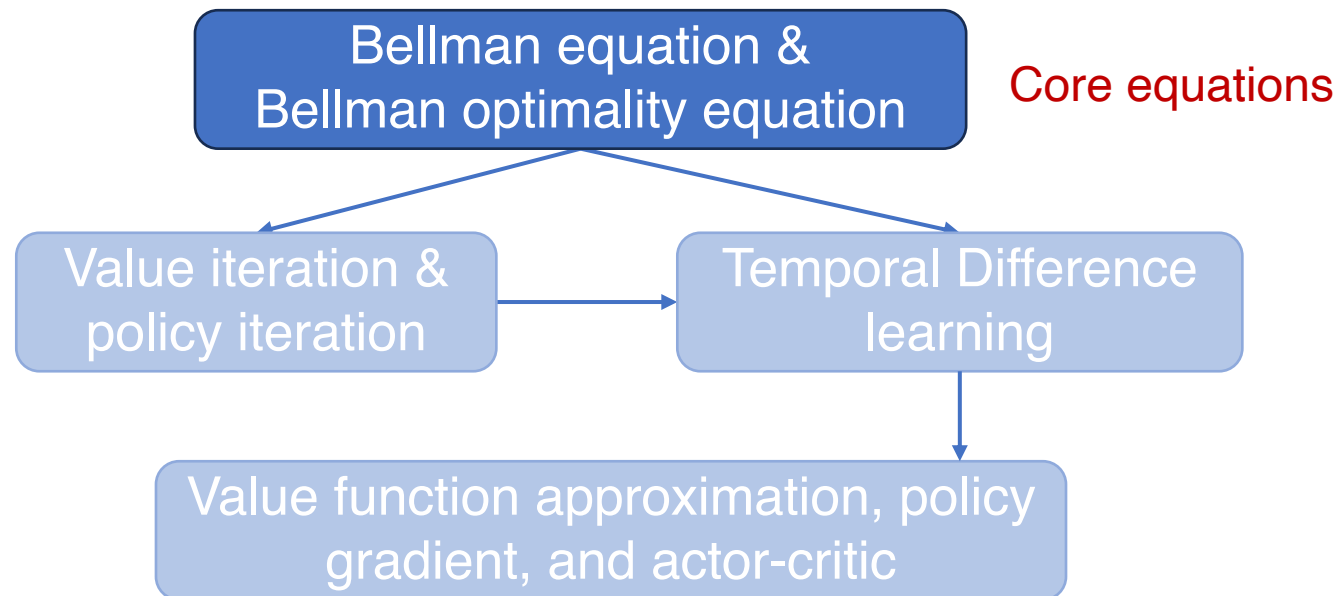 Bellman equation &
Bellman optimality equation
Core equations
Value iteration &
policy iteration
Temporal Difference
learning
Value function approximation, policy
gradient, and actor-critic